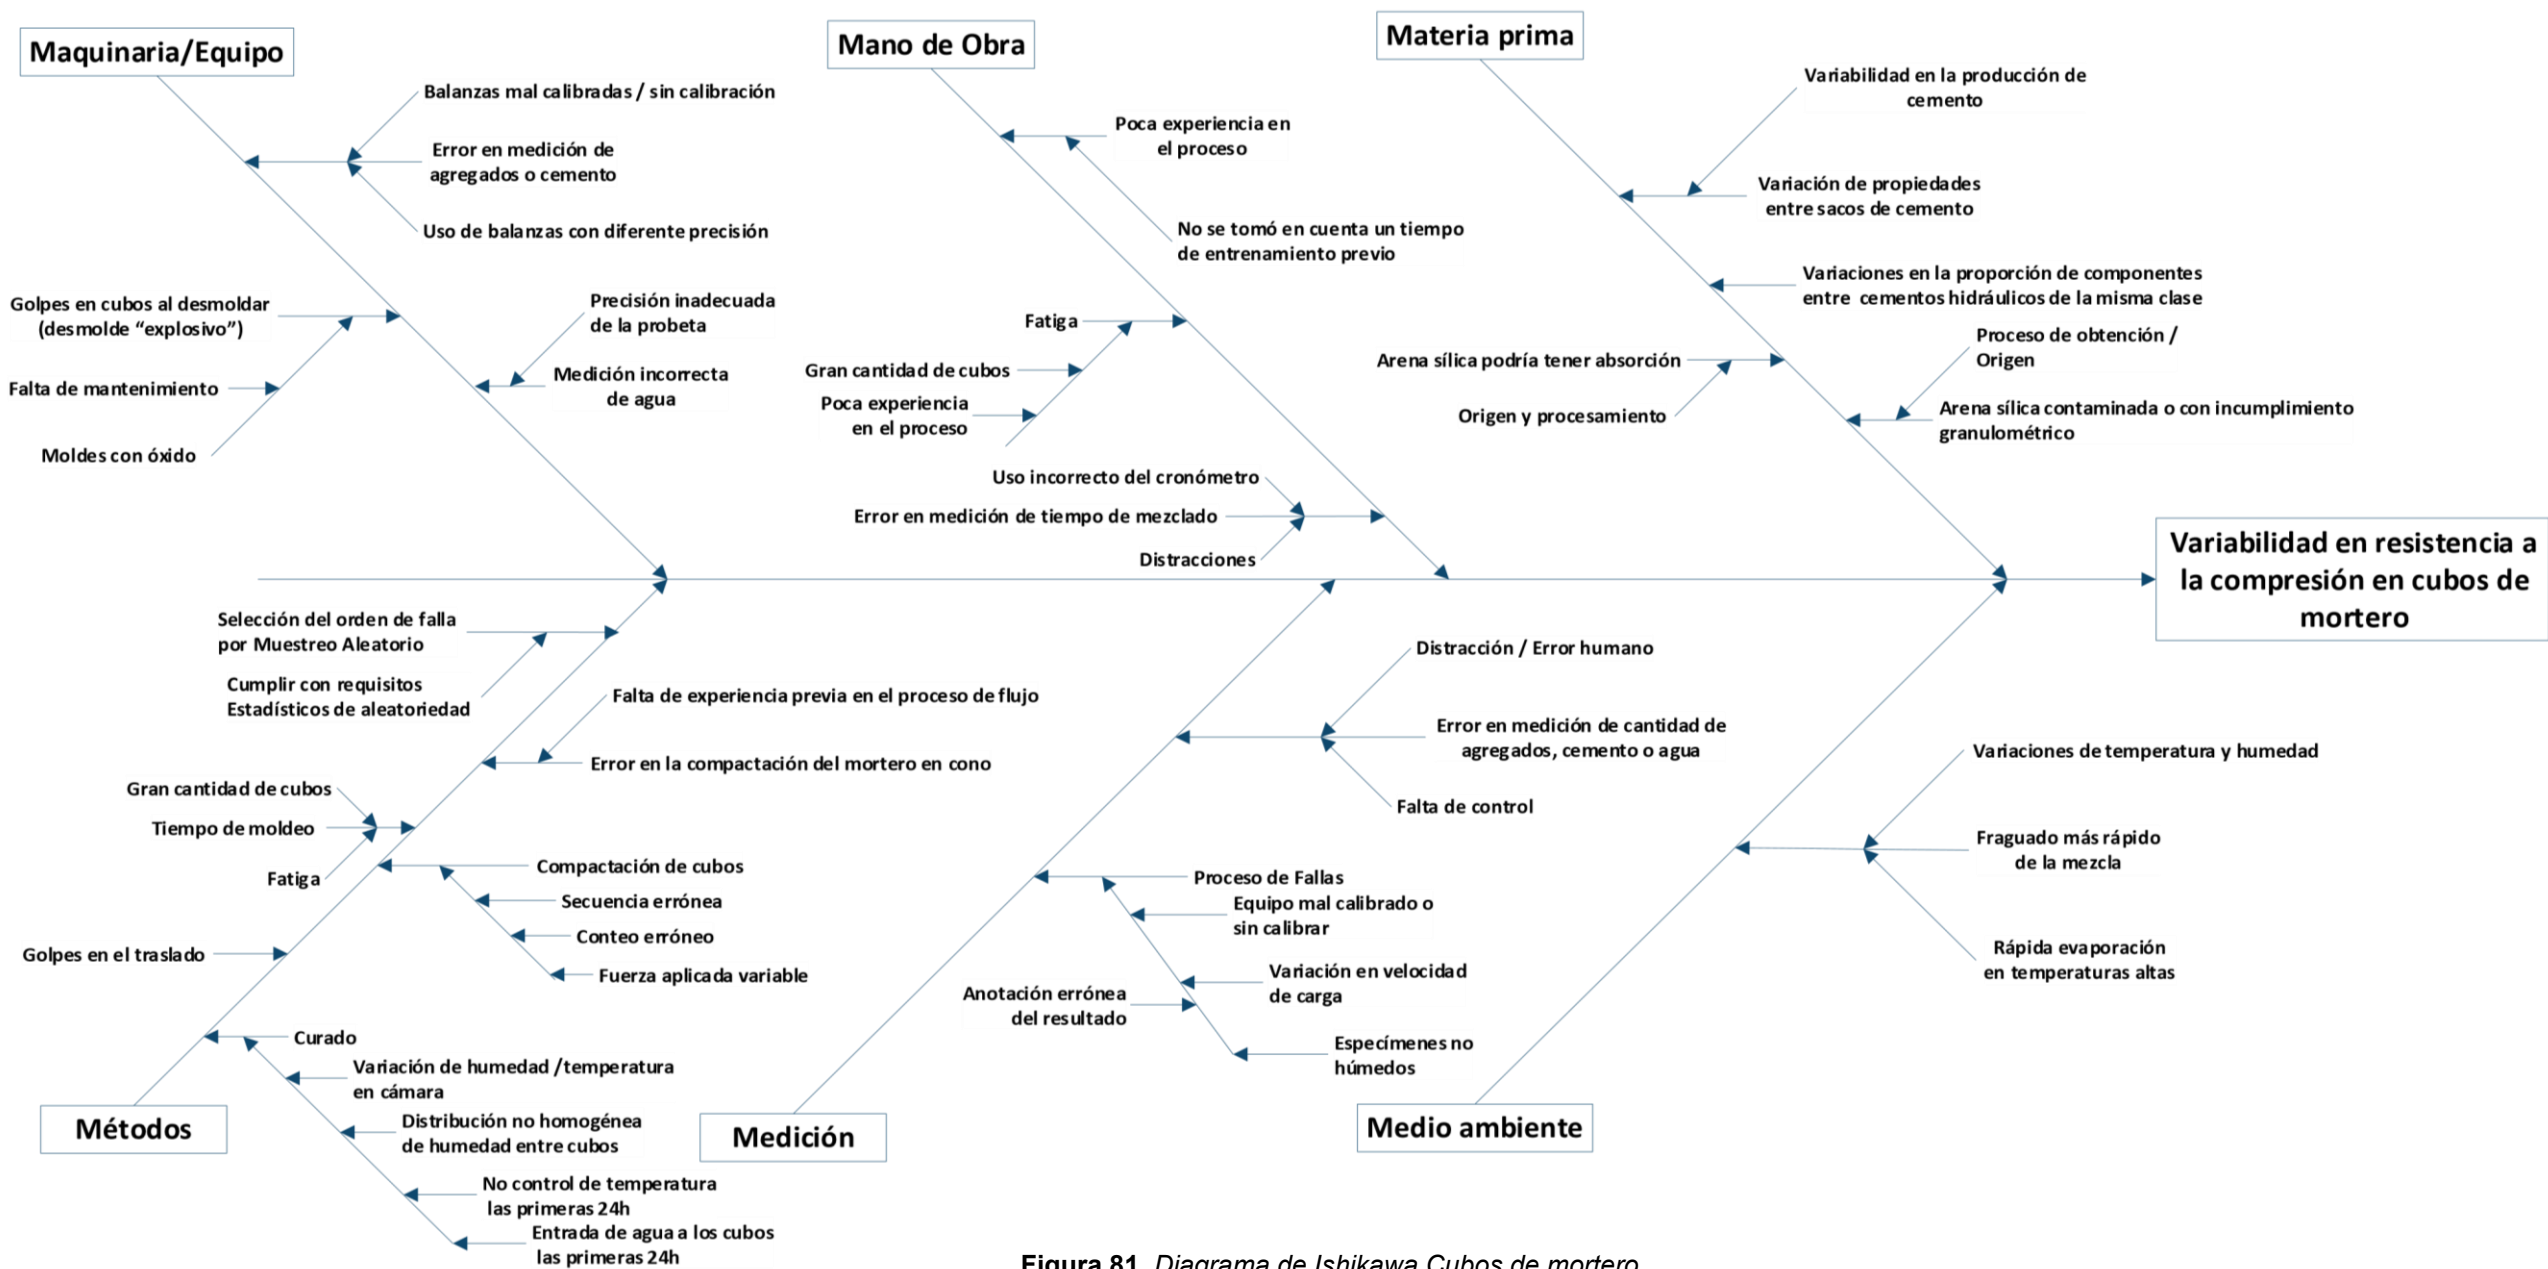 Maquinaria/Equipo
Balanzas mal calibradas / sin calibración
Error en medición de
agregados o cemento
Uso de balanzas con diferente precisión
Golpes en cubos al desmoldar
(desmolde “explosivo”)
Falta de mantenimiento
Moldes con óxido
Precisión inadecuada
de la probeta
Medición incorrecta
de agua
Mano de Obra
Poca experiencia en
el proceso
No se tomó en cuenta un tiempo
de entrenamiento previo
Fatiga
Gran cantidad de cubos
Poca experiencia
en el proceso
Uso incorrecto del cronómetro
Error en medición de tiempo de mezclado
Distracciones
Materia prima
Variabilidad en la producción de
cemento
Variación de propiedades
entre sacos de cemento
Variaciones en la proporción de componentes
entre cementos hidráulicos de la misma clase
Proceso de obtención /
Origen
Arena sílica podría tener absorción
Origen y procesamiento
Arena sílica contaminada o con incumplimiento
granulométrico
Variabilidad en resistencia a
la compresión en cubos de
mortero
Selección del orden de falla
por Muestreo Aleatorio
Cumplir con requisitos
Estadísticos de aleatoriedad
Falta de experiencia previa en el proceso de flujo
Error en la compactación del mortero en cono
Gran cantidad de cubos
Tiempo de moldeo
Fatiga
Compactación de cubos
Secuencia errónea
Conteo erróneo
Fuerza aplicada variable
Golpes en el traslado
Curado
Variación de humedad /temperatura
en cámara
Distribución no homogénea
de humedad entre cubos
No control de temperatura
las primeras 24h
Entrada de agua a los cubos
las primeras 24h
Métodos
Distracción / Error humano
Error en medición de cantidad de
agregados, cemento o agua
Falta de control
Proceso de Fallas
Equipo mal calibrado o
sin calibrar
Variación en velocidad
de carga
Anotación errónea
del resultado
Especímenes no
húmedos
Medición
Variaciones de temperatura y humedad
Fraguado más rápido
de la mezcla
Rápida evaporación
en temperaturas altas
Medio ambiente
Figura 81. Diagrama de Ishikawa Cubos de mortero